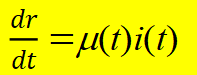 dr/dt = μ(t)i(t)